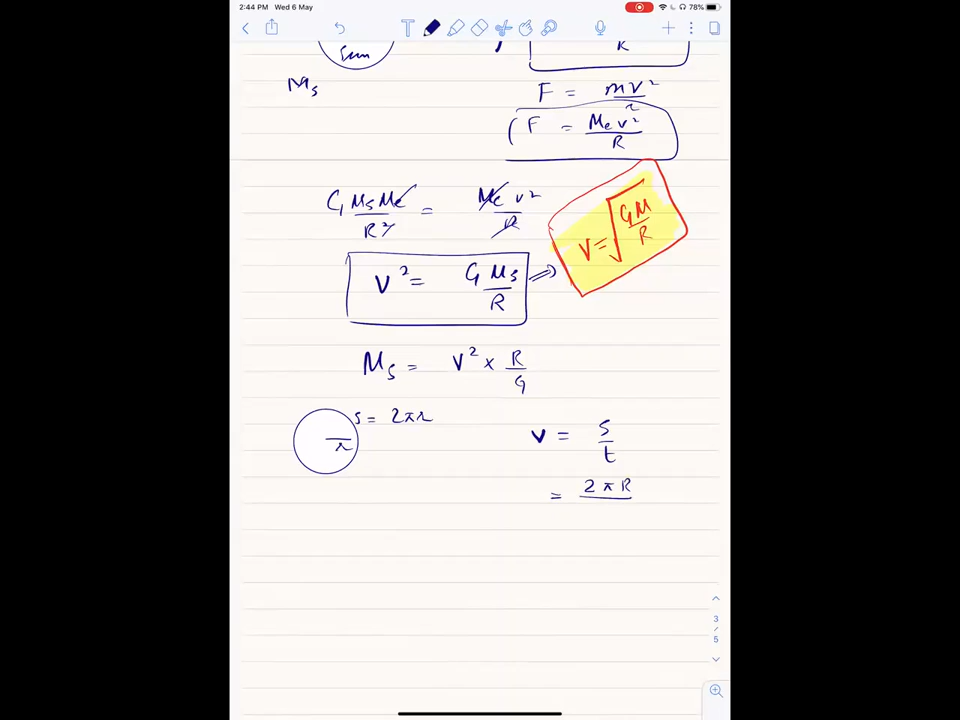 2:44 PM Wed 6 May
78%
Sun
R
Ms
F = mv²/r
F = Mev²/R
GMsMe/R² = Mev²/R
V = √GM/R
V² = GMs/R
Ms = V² × R/G
s = 2πr
r
v = s/t
= 2πR
3
/
5